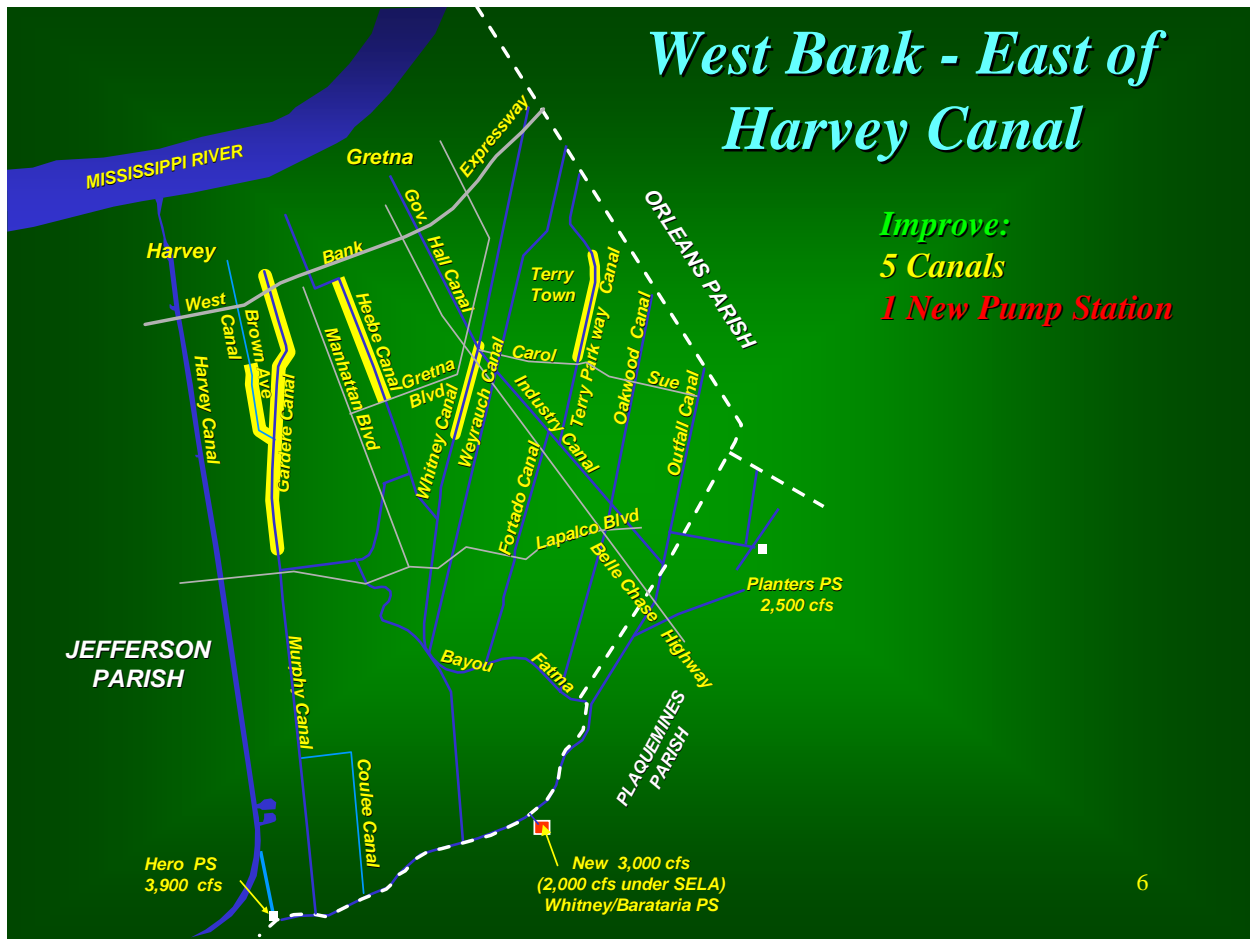 West Bank - East of
Harvey Canal
Improve:
5 Canals
1 New Pump Station
MISSISSIPPI RIVER
Gretna
Expressway
Harvey
West
Bank
Gov.
Hall Canal
Terry
Town
ORLEANS PARISH
Brown Ave
Canal
Harvey Canal
Gardere Canal
Heebe Canal
Manhattan Blvd
Gretna
Blvd
Whitney Canal
Weyrauch Canal
Carol
Sue
Industry Canal
Terry Park way Canal
Oakwood Canal
Outfall Canal
Fortado Canal
Lapalco Blvd
Belle Chase
Highway
Planters PS
2,500 cfs
JEFFERSON
PARISH
Murphy Canal
Bayou
Fatma
PLAQUEMINES
PARISH
Coulee Canal
Hero PS
3,900 cfs
New 3,000 cfs
(2,000 cfs under SELA)
Whitney/Barataria PS
6